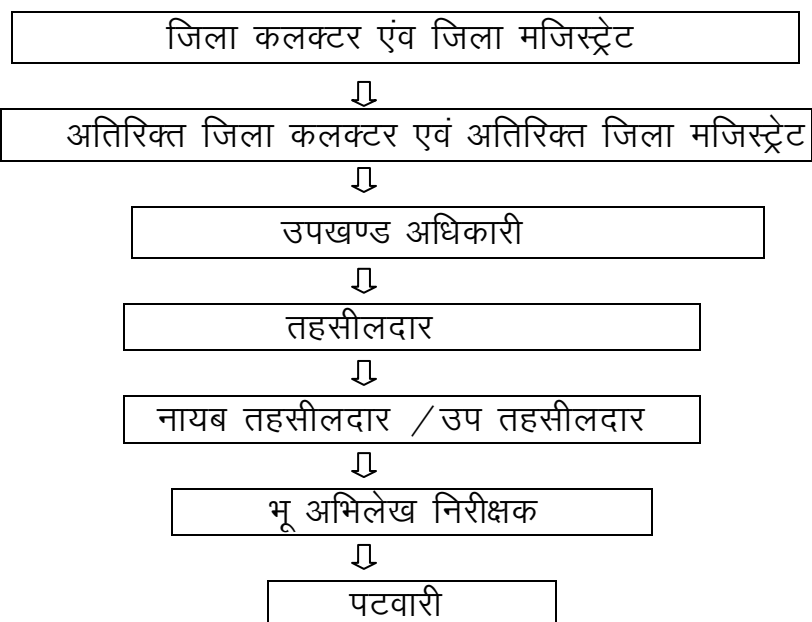 जिला कलक्टर एंव जिला मजिस्ट्रेट
अतिरिक्त जिला कलक्टर एवं अतिरिक्त जिला मजिस्ट्रेट
उपखण्ड अधिकारी
तहसीलदार
नायब तहसीलदार /उप तहसीलदार
भू अभिलेख निरीक्षक
पटवारी